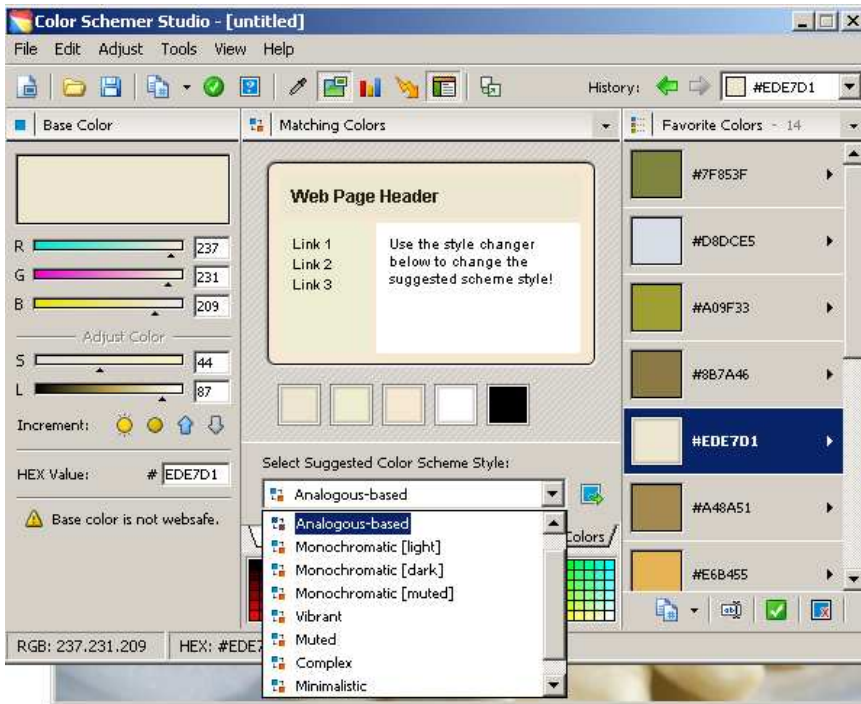 Color Schemer Studio - [untitled]
File Edit Adjust Tools View Help
History: #EDE7D1
Base Color
Matching Colors
Favorite Colors - 14
Web Page Header
Link 1
Link 2
Link 3
Use the style changer
below to change the
suggested scheme style!
R 237
G 231
B 209
Adjust Color
S 44
L 87
Increment:
HEX Value: # EDE7D1
Base color is not websafe.
Select Suggested Color Scheme Style:
Analogous-based
Analogous-based
Monochromatic [light]
Monochromatic [dark]
Monochromatic [muted]
Vibrant
Muted
Complex
Minimalistic
Colors
#7F853F
#D8DCE5
#A09F33
#8B7A46
#EDE7D1
#A48A51
#E6B455
RGB: 237.231.209
HEX: #EDE